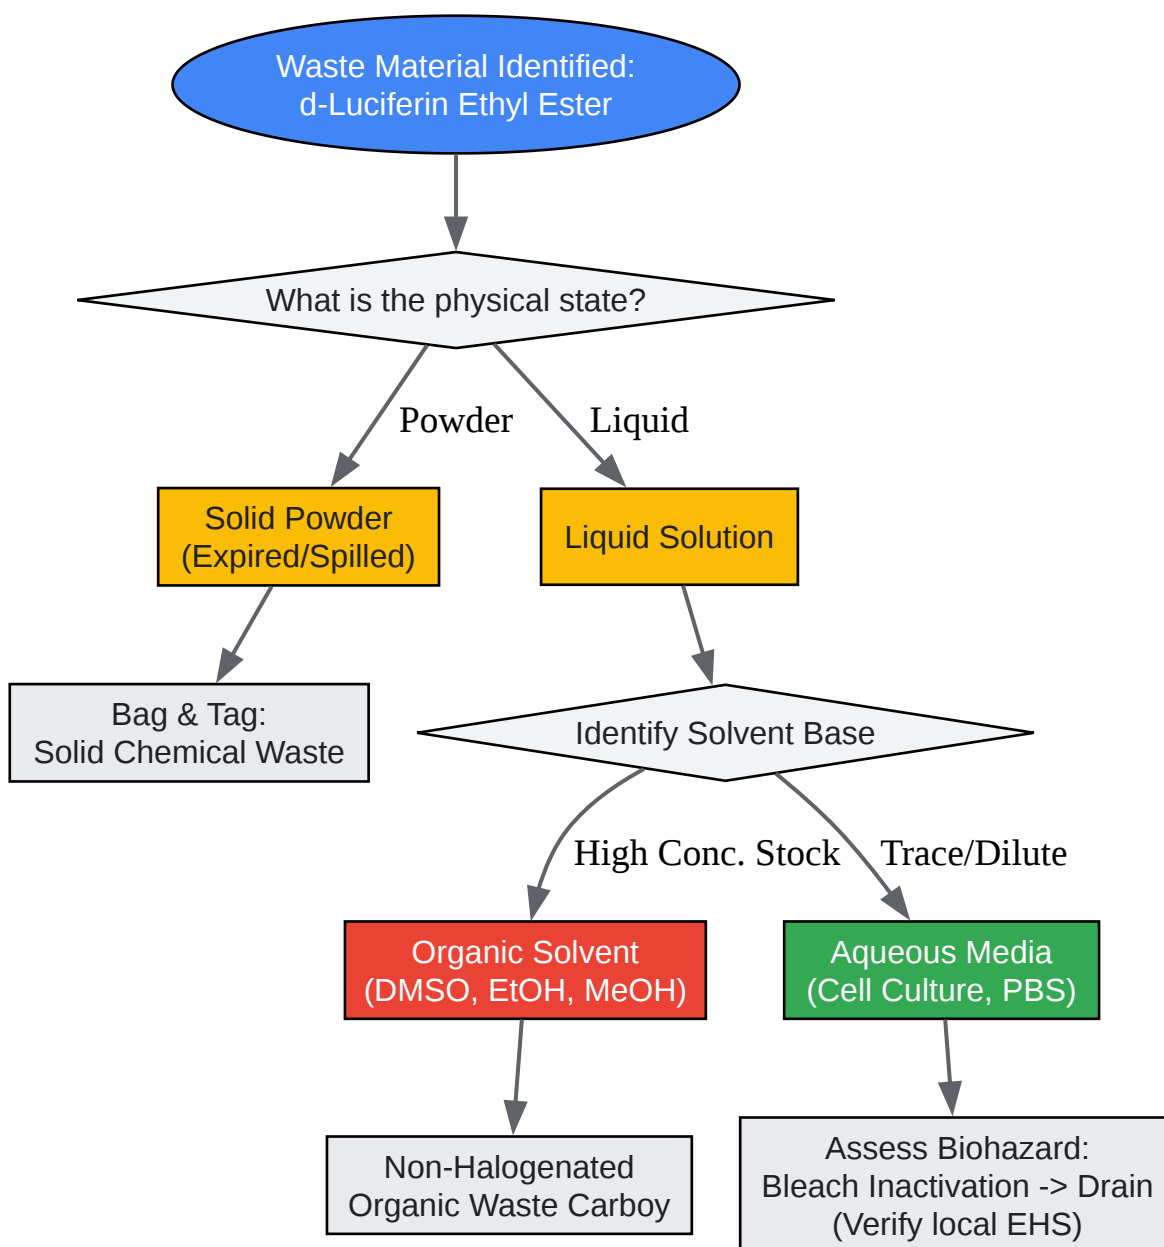 Waste Material Identified:
d-Luciferin Ethyl Ester
What is the physical state?
Powder
Liquid
Solid Powder
(Expired/Spilled)
Liquid Solution
Bag & Tag:
Solid Chemical Waste
Identify Solvent Base
High Conc. Stock
Trace/Dilute
Organic Solvent
(DMSO, EtOH, MeOH)
Aqueous Media
(Cell Culture, PBS)
Non-Halogenated
Organic Waste Carboy
Assess Biohazard:
Bleach Inactivation -> Drain
(Verify local EHS)